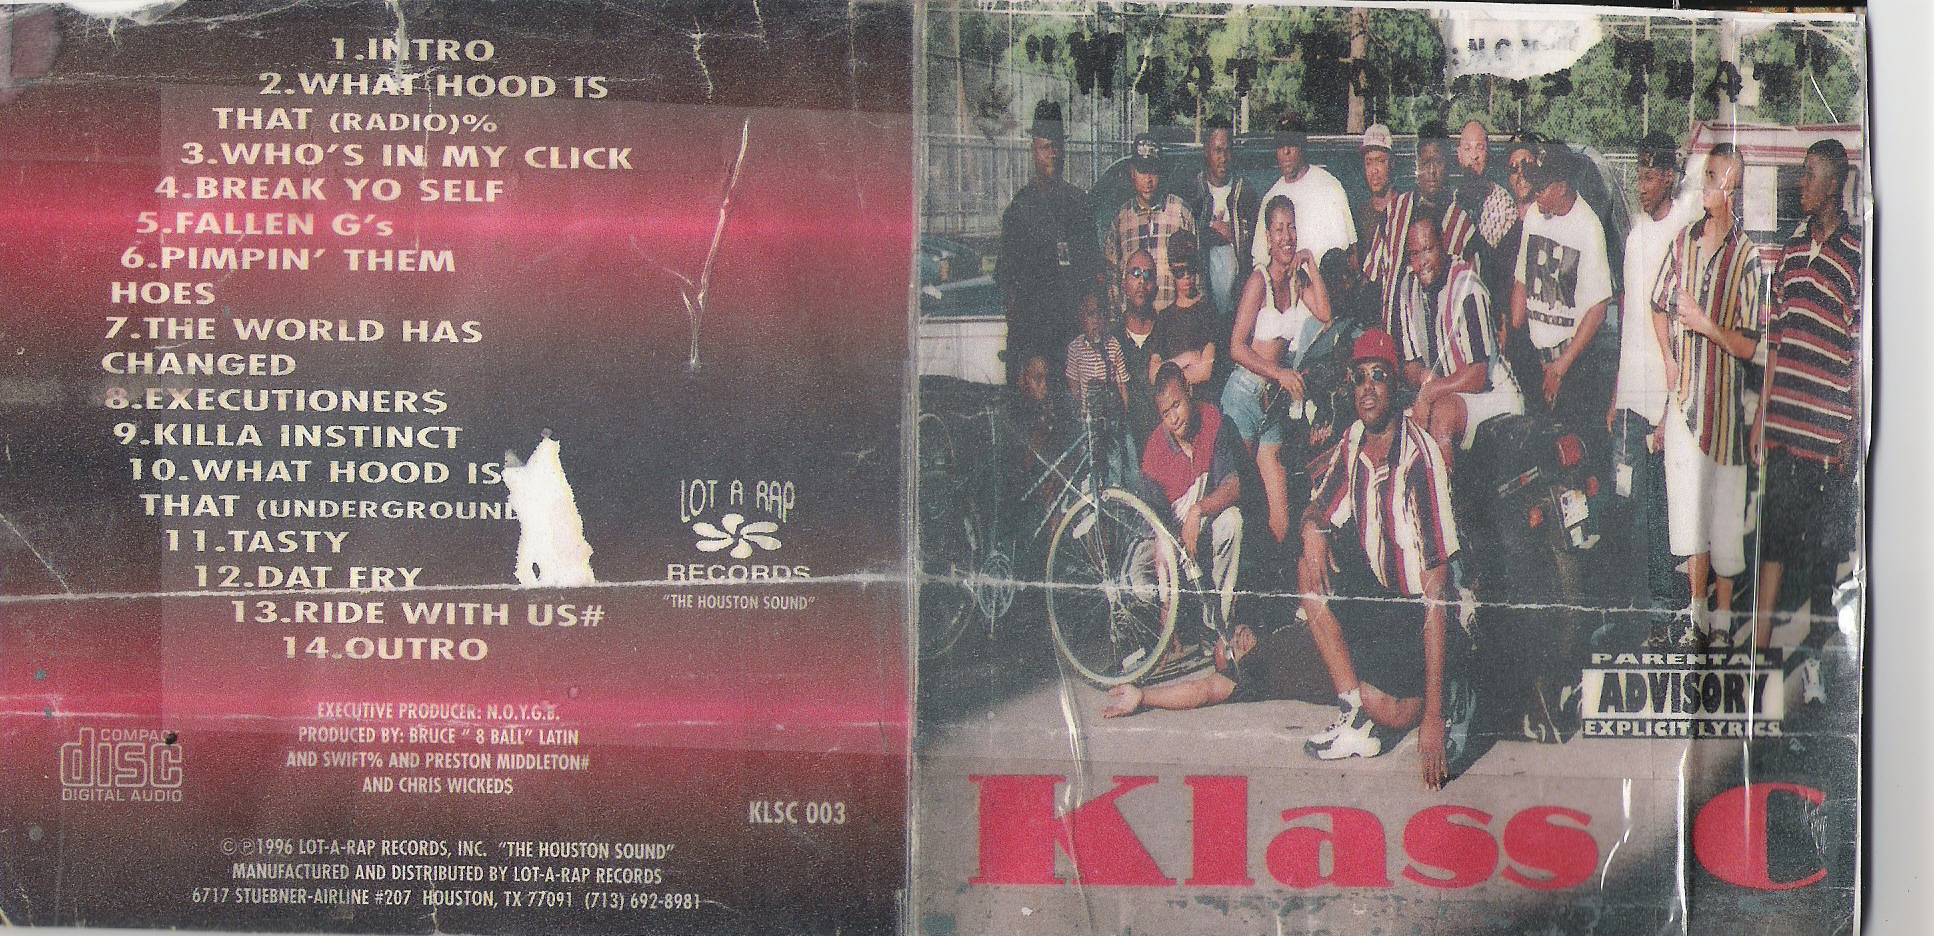 1.INTRO
2.WHAT HOOD IS
THAT (RADIO)%
3.WHO'S IN MY CLICK
4.BREAK YO SELF
5.FALLEN G's
6.PIMPIN' THEM
HOES
7.THE WORLD HAS
CHANGED
8.EXECUTIONER$
9.KILLA INSTINCT
10.WHAT HOOD IS
THAT (UNDERGROUND
11.TASTY
12.DAT FRY
13.RIDE WITH US#
14.OUTRO
LOT A RAP
RECORDS
"THE HOUSTON SOUND"
EXECUTIVE PRODUCER: N.O.Y.G.B.
PRODUCED BY: BRUCE " 8 BALL" LATIN
AND SWIFT% AND PRESTON MIDDLETON#
AND CHRIS WICKED$
COMPACT
disc
DIGITAL AUDIO
KLSC 003
©℗1996 LOT-A-RAP RECORDS, INC. "THE HOUSTON SOUND"
MANUFACTURED AND DISTRIBUTED BY LOT-A-RAP RECORDS
6717 STUEBNER-AIRLINE #207 HOUSTON, TX 77091 (713) 692-8981
PARENTAL
ADVISORY
EXPLICIT LYRICS
Klass C